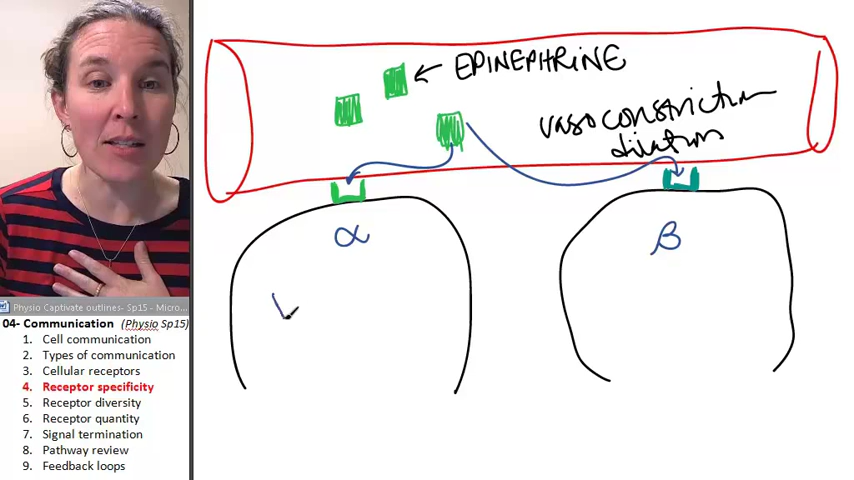 EPINEPHRINE
vasoconstriction
dilation
α
β
Physio Captivate outlines- Sp15 - Micro...
04- Communication (Physio Sp15)
1. Cell communication
2. Types of communication
3. Cellular receptors
4. Receptor specificity
5. Receptor diversity
6. Receptor quantity
7. Signal termination
8. Pathway review
9. Feedback loops